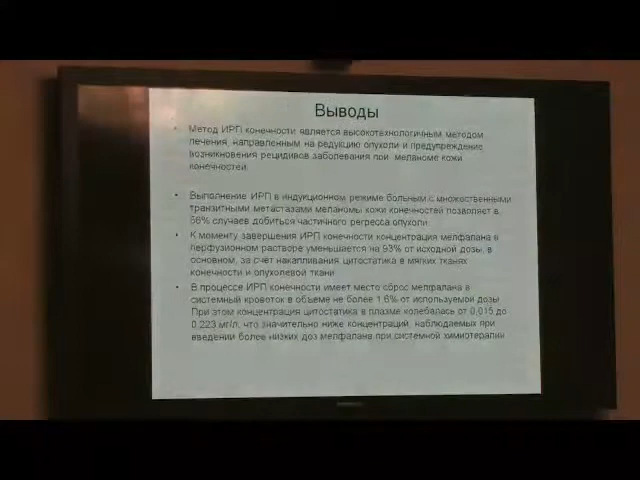 Выводы
• Метод ИРП конечности является высокотехнологичным методом
лечения, направленным на редукцию опухоли и предупреждение
возникновения рецидивов заболевания при меланоме кожи
конечностей.
• Выполнение ИРП в индукционном режиме больным с множественными
транзитными метастазами меланомы кожи конечностей позволяет в
56% случаев добиться частичного регресса опухоли.
• К моменту завершения ИРП конечности концентрация мелфалана в
перфузионном растворе уменьшается на 93% от исходной дозы, в
основном, за счёт накапливания цитостатика в мягких тканях
конечности и опухолевой ткани
• В процессе ИРП конечности имеет место сброс мелфалана в
системный кровоток в объеме не более 1,6% от используемой дозы.
При этом концентрация цитостатика в плазме колебалась от 0,015 до
0,223 мг/л, что значительно ниже концентраций, наблюдаемых при
введении более низких доз мелфалана при системной химиотерапии